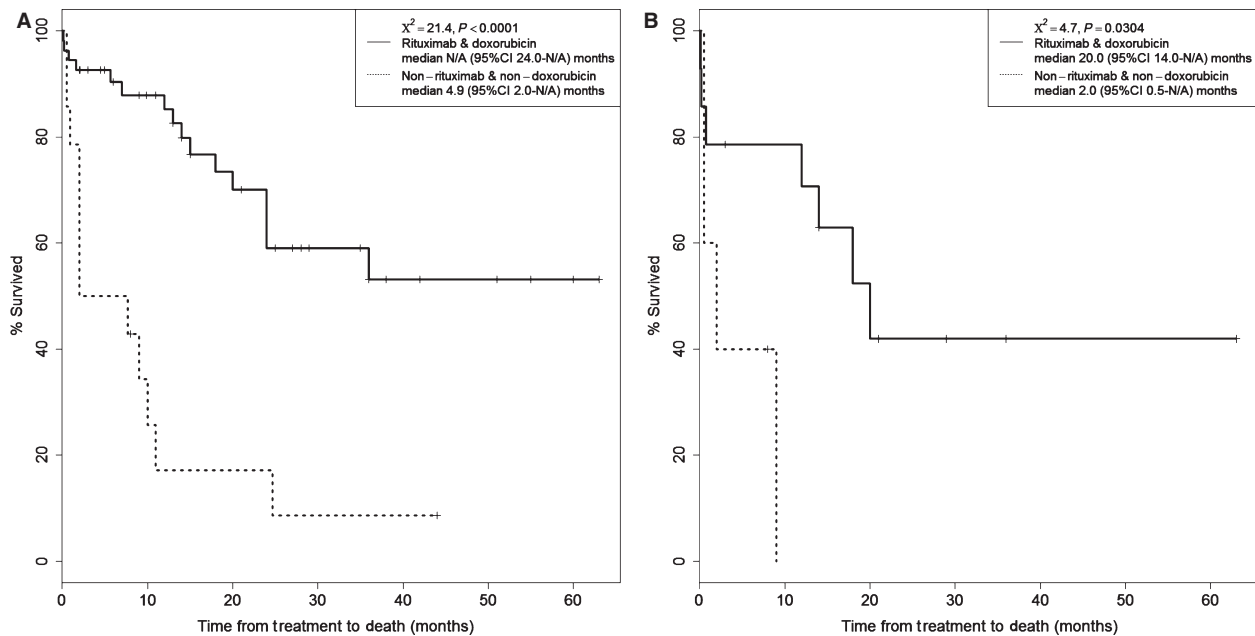 A
Χ² = 21.4, P < 0.0001
Rituximab & doxorubicin
median N/A (95%CI 24.0-N/A) months
Non−rituximab & non−doxorubicin
median 4.9 (95%CI 2.0-N/A) months
% Survived
100
80
60
40
20
0
0 10 20 30 40 50 60
Time from treatment to death (months)
B
Χ² = 4.7, P = 0.0304
Rituximab & doxorubicin
median 20.0 (95%CI 14.0-N/A) months
Non−rituximab & non−doxorubicin
median 2.0 (95%CI 0.5-N/A) months
% Survived
100
80
60
40
20
0
0 10 20 30 40 50 60
Time from treatment to death (months)